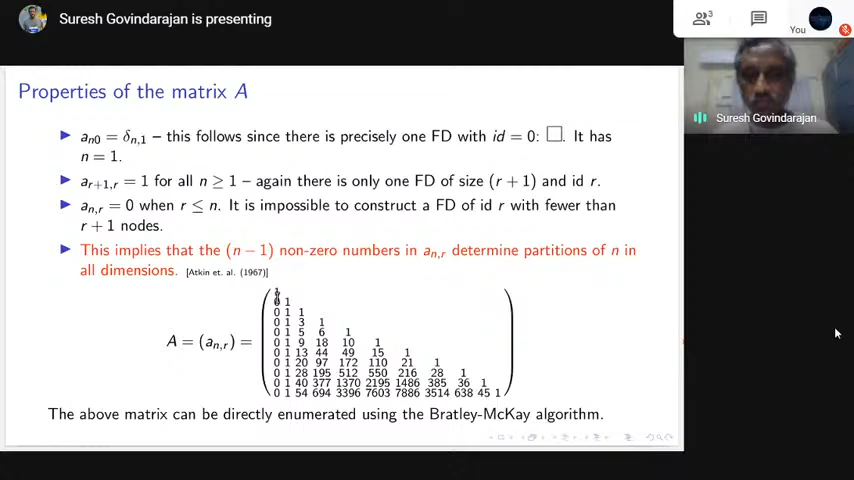 Suresh Govindarajan is presenting
3
You
Suresh Govindarajan
Properties of the matrix A
aₙ₀ = δₙ,₁ – this follows since there is precisely one FD with id = 0: □. It has
n = 1.
aᵣ₊₁,ᵣ = 1 for all n ≥ 1 – again there is only one FD of size (r + 1) and id r.
aₙ,ᵣ = 0 when r ≤ n. It is impossible to construct a FD of id r with fewer than
r + 1 nodes.
This implies that the (n − 1) non-zero numbers in aₙ,ᵣ determine partitions of n in
all dimensions. [Atkin et. al. (1967)]
A = (aₙ,ᵣ) =
1
0 1
0 1 1
0 1 3 1
0 1 5 6 1
0 1 9 18 10 1
0 1 13 44 49 15 1
0 1 20 97 172 110 21 1
0 1 28 195 512 550 216 28 1
0 1 40 377 1370 2195 1486 385 36 1
0 1 54 694 3396 7603 7886 3514 638 45 1
The above matrix can be directly enumerated using the Bratley-McKay algorithm.